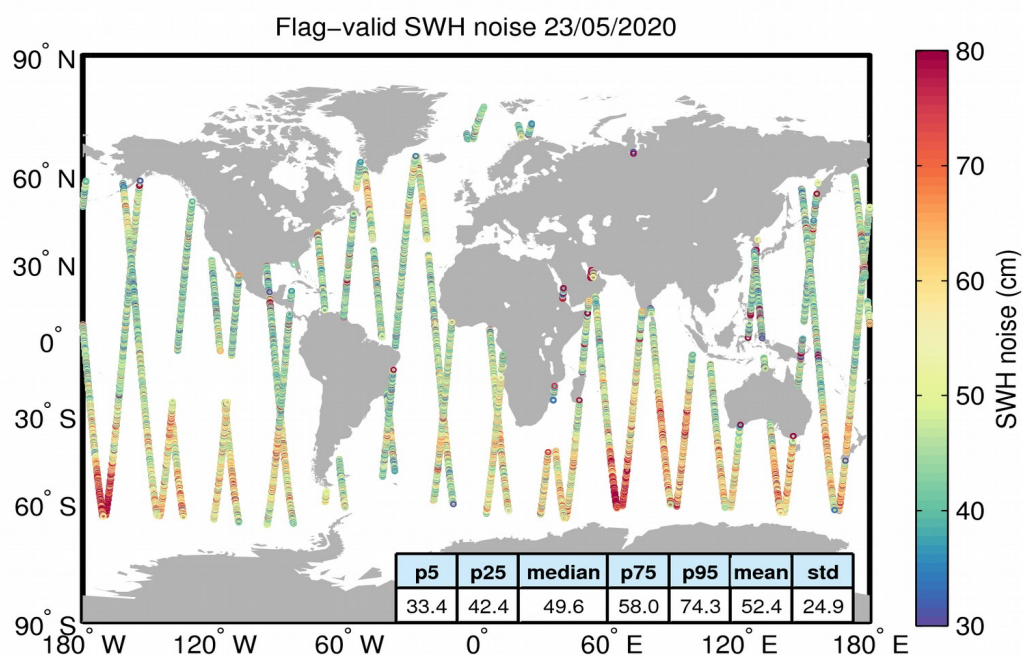 Flag−valid SWH noise 23/05/2020
90° N
60° N
30° N
0°
30° S
60° S
90° S
180° W
120° W
60° W
0°
60° E
120° E
180° E
80
70
60
50
40
30
SWH noise (cm)
p5 p25 median p75 p95 mean std
33.4 42.4 49.6 58.0 74.3 52.4 24.9